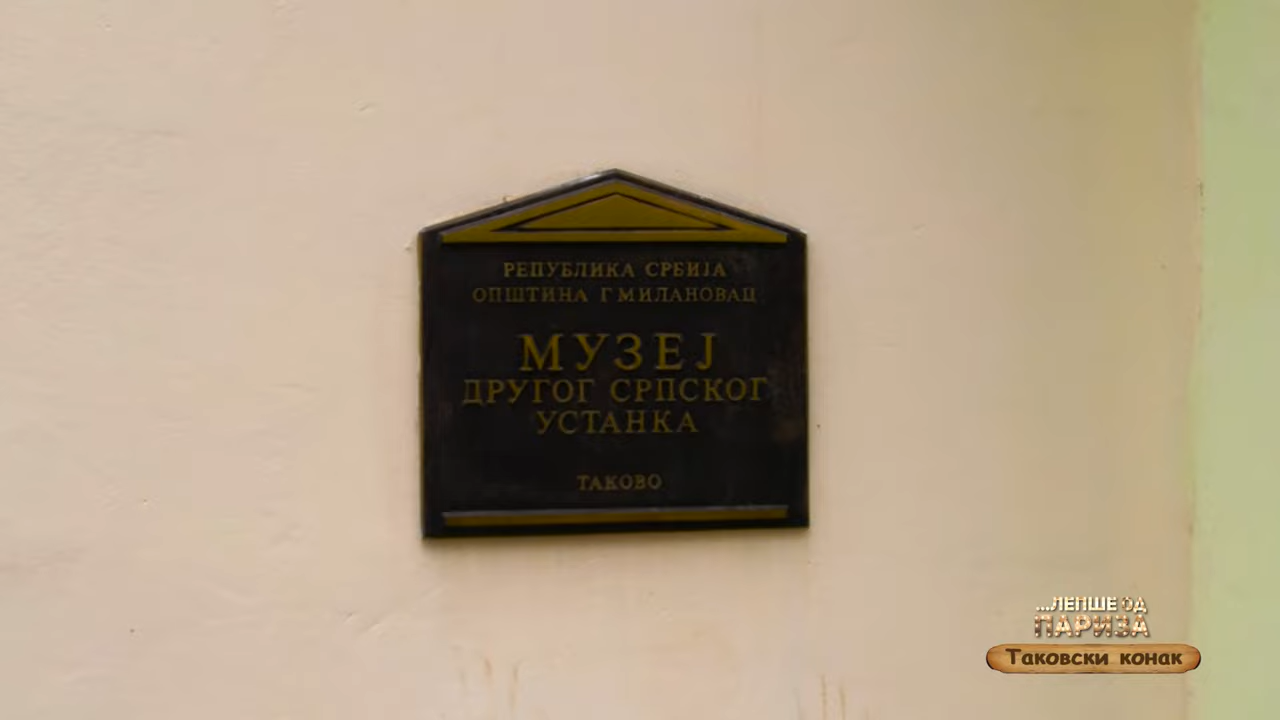 РЕПУБЛИКА СРБИЈА
ОПШТИНА Г МИЛАНОВАЦ
МУЗЕЈ
ДРУГОГ СРПСКОГ
УСТАНКА
ТАКОВО
...ЛЕПШЕ ОД
ПАРИЗА
Таковски конак